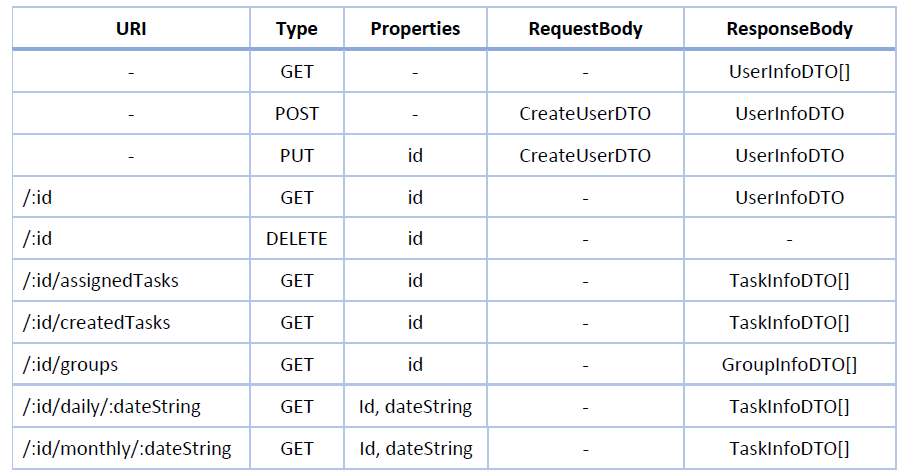 URI Type Properties RequestBody ResponseBody
- GET - - UserInfoDTO[]
- POST - CreateUserDTO UserInfoDTO
- PUT id CreateUserDTO UserInfoDTO
/:id GET id - UserInfoDTO
/:id DELETE id - -
/:id/assignedTasks GET id - TaskInfoDTO[]
/:id/createdTasks GET id - TaskInfoDTO[]
/:id/groups GET id - GroupInfoDTO[]
/:id/daily/:dateString GET Id, dateString - TaskInfoDTO[]
/:id/monthly/:dateString GET Id, dateString - TaskInfoDTO[]